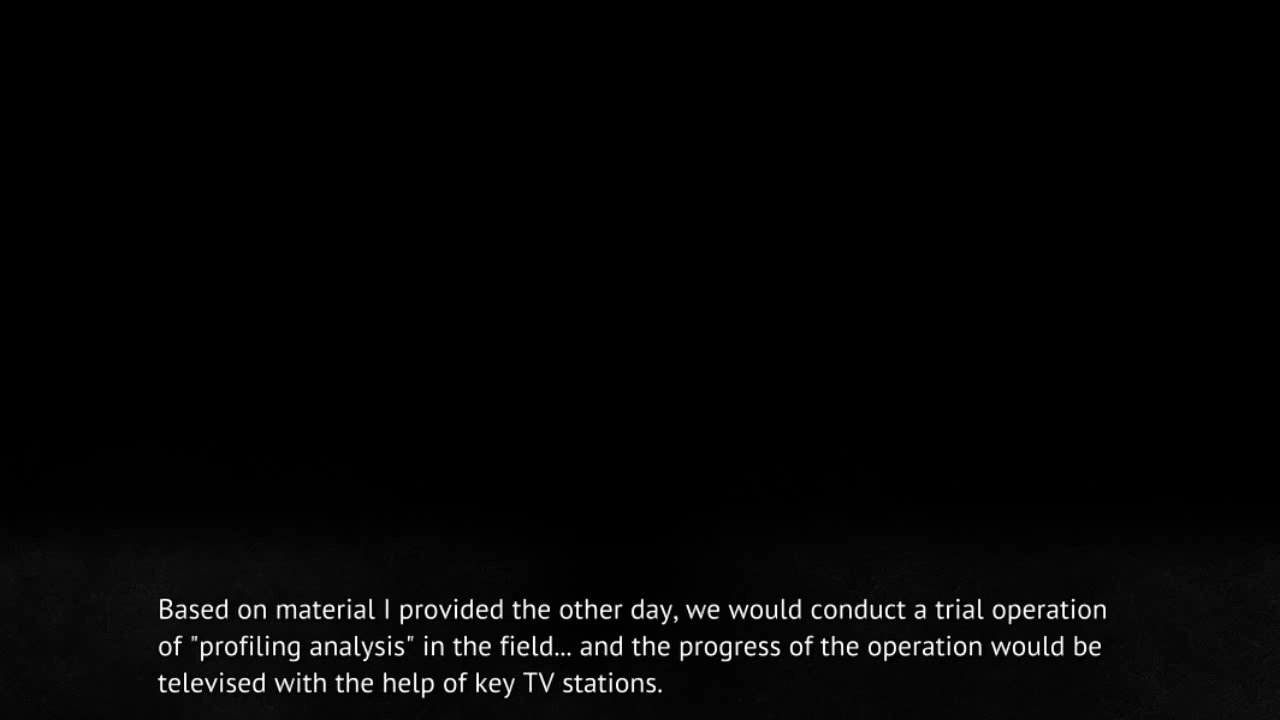 Based on material I provided the other day, we would conduct a trial operation
of "profiling analysis" in the field... and the progress of the operation would be
televised with the help of key TV stations.